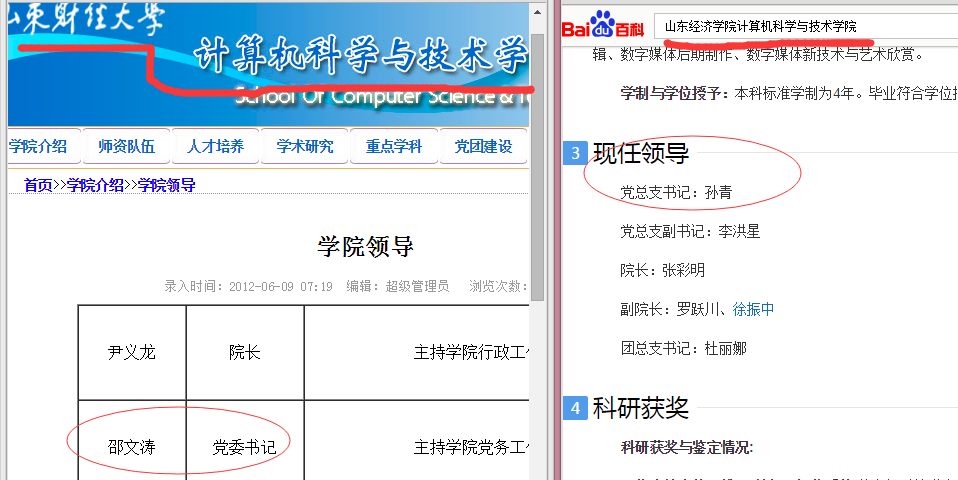 山东财经大学
计算机科学与技术学
School Of Computer Science & Te
学院介绍 师资队伍 人才培养 学术研究 重点学科 党团建设
首页>>学院介绍>>学院领导
学院领导
录入时间：2012-06-09 07:19 编辑：超级管理员 浏览次数：
尹义龙 院长 主持学院行政工
邵文涛 党委书记 主持学院党务工
Bai du 百科 山东经济学院计算机科学与技术学院
辑、数字媒体后期制作、数字媒体新技术与艺术欣赏。
学制与学位授予：本科标准学制为4年。毕业符合学位
3 现任领导
党总支书记：孙青
党总支副书记：李洪星
院长：张彩明
副院长：罗跃川、徐振中
团总支书记：杜丽娜
4 科研获奖
科研获奖与鉴定情况: